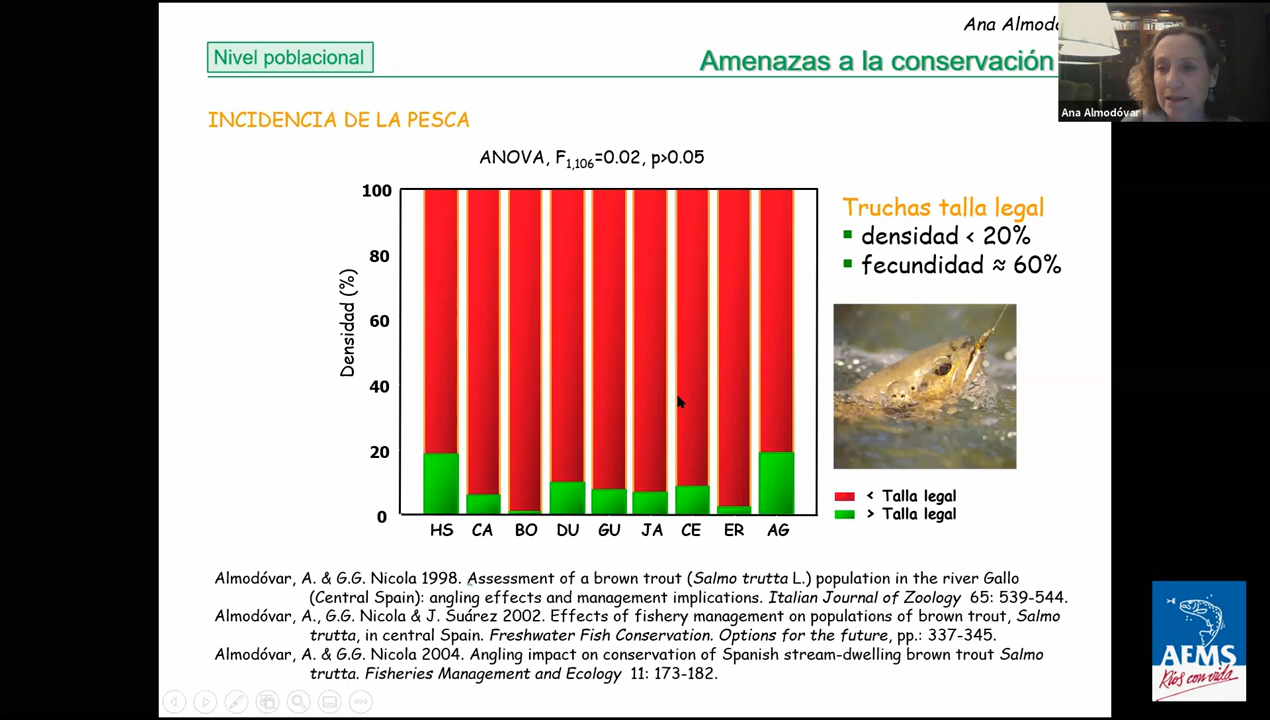 Ana Almodó
Nivel poblacional
Amenazas a la conservación
Ana Almodóvar
INCIDENCIA DE LA PESCA
ANOVA, F1,106=0.02, p>0.05
Densidad (%)
100
80
60
40
20
0
HS CA BO DU GU JA CE ER AG
Truchas talla legal
densidad < 20%
fecundidad ≈ 60%
< Talla legal
> Talla legal
Almodóvar, A. & G.G. Nicola 1998. Assessment of a brown trout (Salmo trutta L.) population in the river Gallo
(Central Spain): angling effects and management implications. Italian Journal of Zoology 65: 539-544.
Almodóvar, A., G.G. Nicola & J. Suárez 2002. Effects of fishery management on populations of brown trout, Salmo
trutta, in central Spain. Freshwater Fish Conservation. Options for the future, pp.: 337-345.
Almodóvar, A. & G.G. Nicola 2004. Angling impact on conservation of Spanish stream-dwelling brown trout Salmo
trutta. Fisheries Management and Ecology 11: 173-182.
AEMS
Ríos con vida